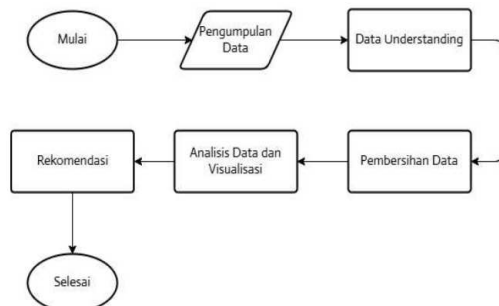 Mulai
Pengumpulan
Data
Data Understanding
Pembersihan Data
Analisis Data dan
Visualisasi
Rekomendasi
Selesai